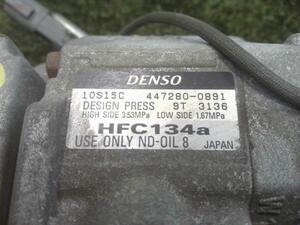 DENSO
10S15C 447280-0891
DESIGN PRESS 9T 3136
HIGH SIDE 3.53MPa LOW SIDE 1.67MPa
HFC134a
USE ONLY ND-OIL 8 JAPAN